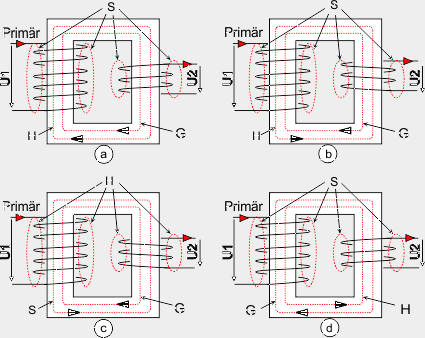 S S
Primär Primär
U1 U2 U1 U2
H G H G
a b
H S
Primär Primär
U1 U2 U1 U2
S G G H
c d